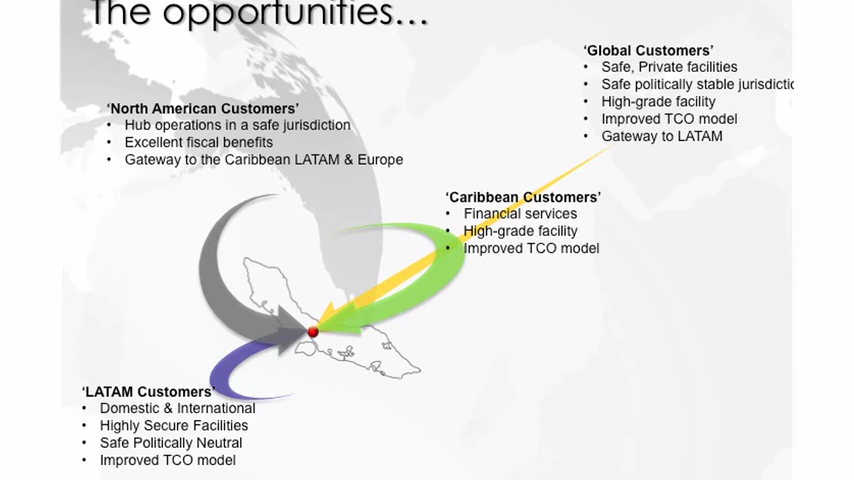 The opportunities…
‘Global Customers’
• Safe, Private facilities
• Safe politically stable
• High-grade facility
• Improved TCO model
• Gateway to LATAM
‘North American Customers’
• Hub operations in a safe jurisdiction
• Excellent fiscal benefits
• Gateway to the Caribbean LATAM & Europe
‘Caribbean Customers’
• Financial services
• High-grade facility
• Improved TCO model
‘LATAM Customers’
• Domestic & International
• Highly Secure Facilities
• Safe Politically Neutral
• Improved TCO model